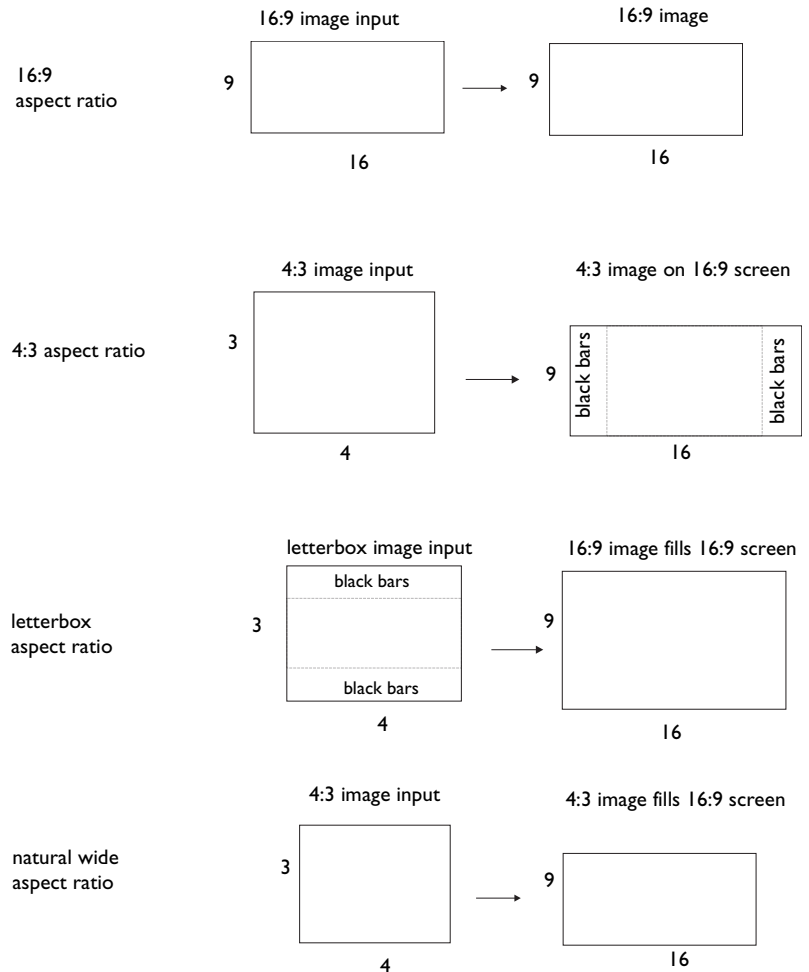 16:9 image input
16:9 image
16:9
aspect ratio
9
16
9
16
4:3 image input
4:3 image on 16:9 screen
4:3 aspect ratio
3
4
9
black bars
black bars
16
letterbox image input
16:9 image fills 16:9 screen
letterbox
aspect ratio
black bars
3
black bars
4
9
16
4:3 image input
4:3 image fills 16:9 screen
natural wide
aspect ratio
3
4
9
16